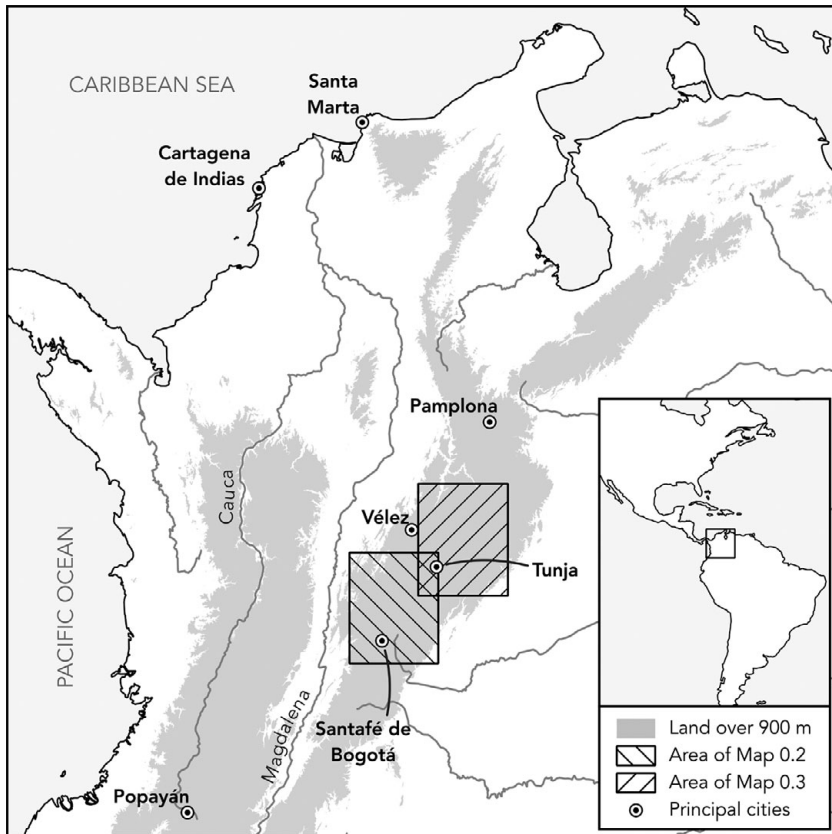 CARIBBEAN SEA
Santa
Marta
Cartagena
de Indias
Pamplona
Cauca
Vélez
Tunja
PACIFIC OCEAN
Magdalena
Santafé de
Bogotá
Popayán
Land over 900 m
Area of Map 0.2
Area of Map 0.3
Principal cities